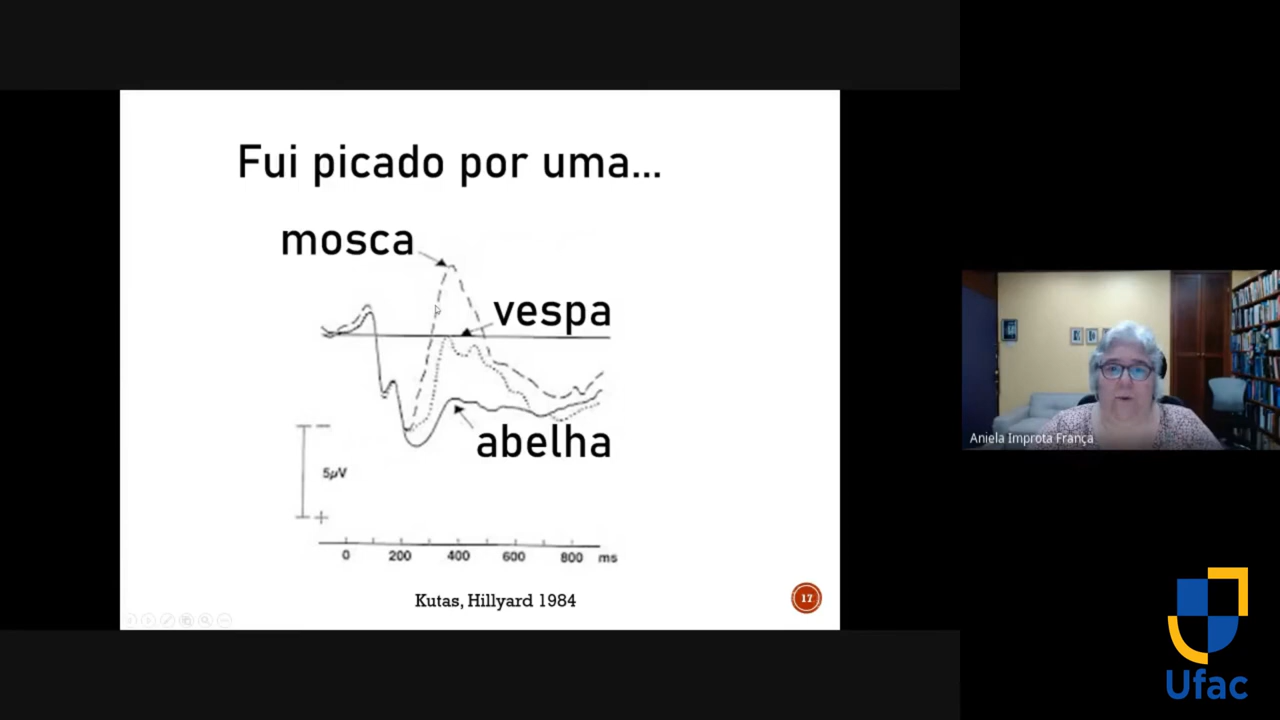 Fui picado por uma...
mosca
vespa
abelha
5µV
+
0 200 400 600 800 ms
Kutas, Hillyard 1984
17
Aniela Improta França
Ufac